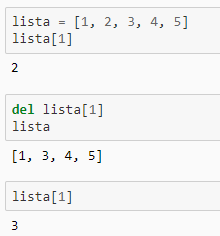 lista = [1, 2, 3, 4, 5]
lista[1]
2
del lista[1]
lista
[1, 3, 4, 5]
lista[1]
3